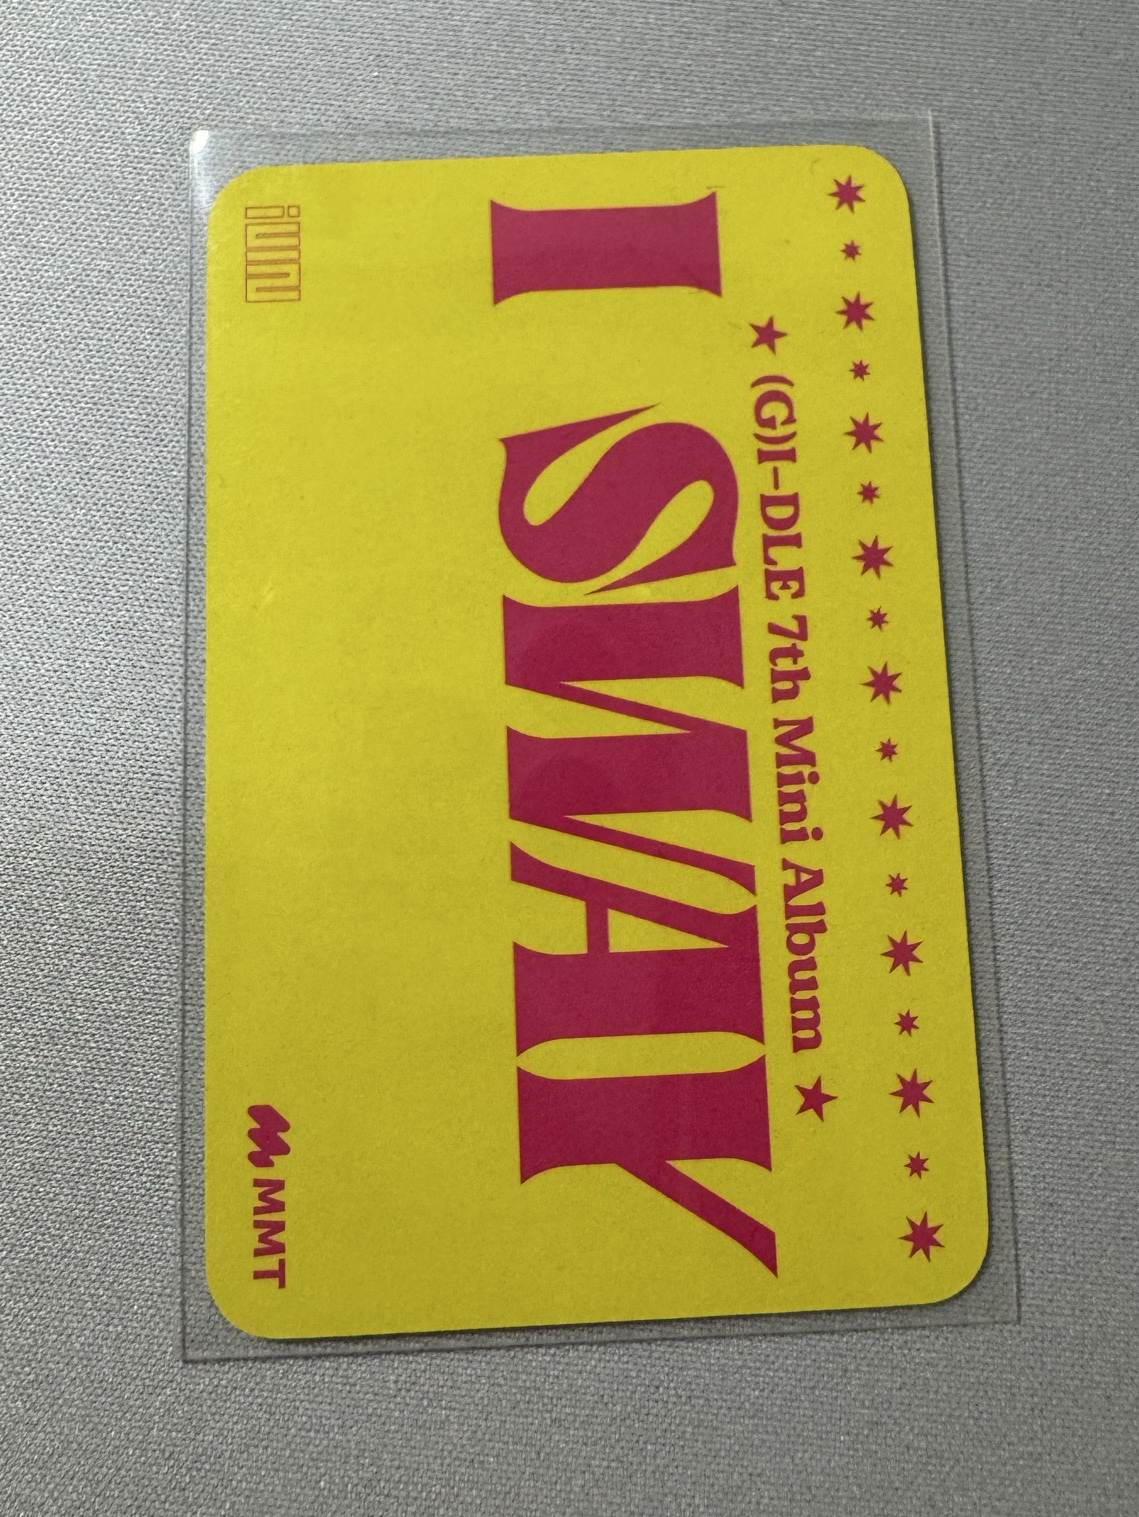 ★ (G)I-DLE 7th Mini Album ★
I SWAY
MMT